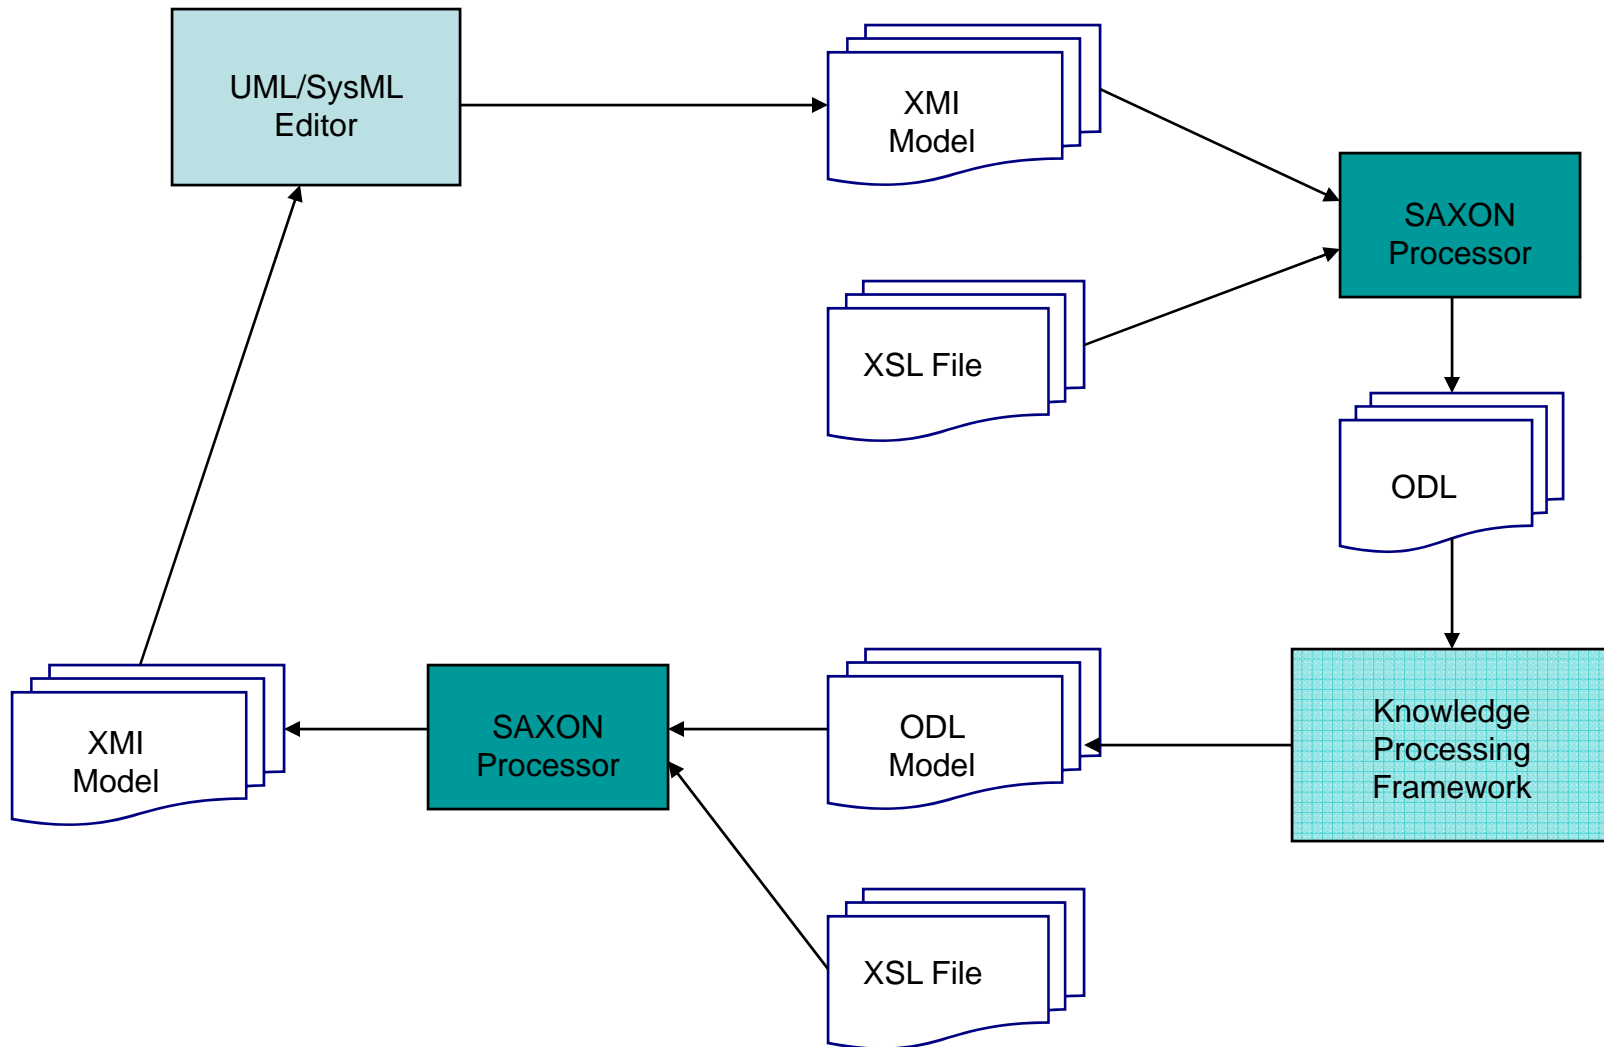 UML/SysML
Editor
XMI
Model
SAXON
Processor
XSL File
ODL
XMI
Model
SAXON
Processor
ODL
Model
Knowledge
Processing
Framework
XSL File